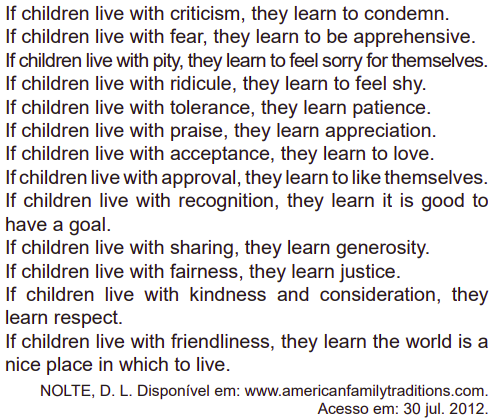 If children live with criticism, they learn to condemn.
If children live with fear, they learn to be apprehensive.
If children live with pity, they learn to feel sorry for themselves.
If children live with ridicule, they learn to feel shy.
If children live with tolerance, they learn patience.
If children live with praise, they learn appreciation.
If children live with acceptance, they learn to love.
If children live with approval, they learn to like themselves.
If children live with recognition, they learn it is good to
have a goal.
If children live with sharing, they learn generosity.
If children live with fairness, they learn justice.
If children live with kindness and consideration, they
learn respect.
If children live with friendliness, they learn the world is a
nice place in which to live.
NOLTE, D. L. Disponível em: www.americanfamilytraditions.com.
Acesso em: 30 jul. 2012.